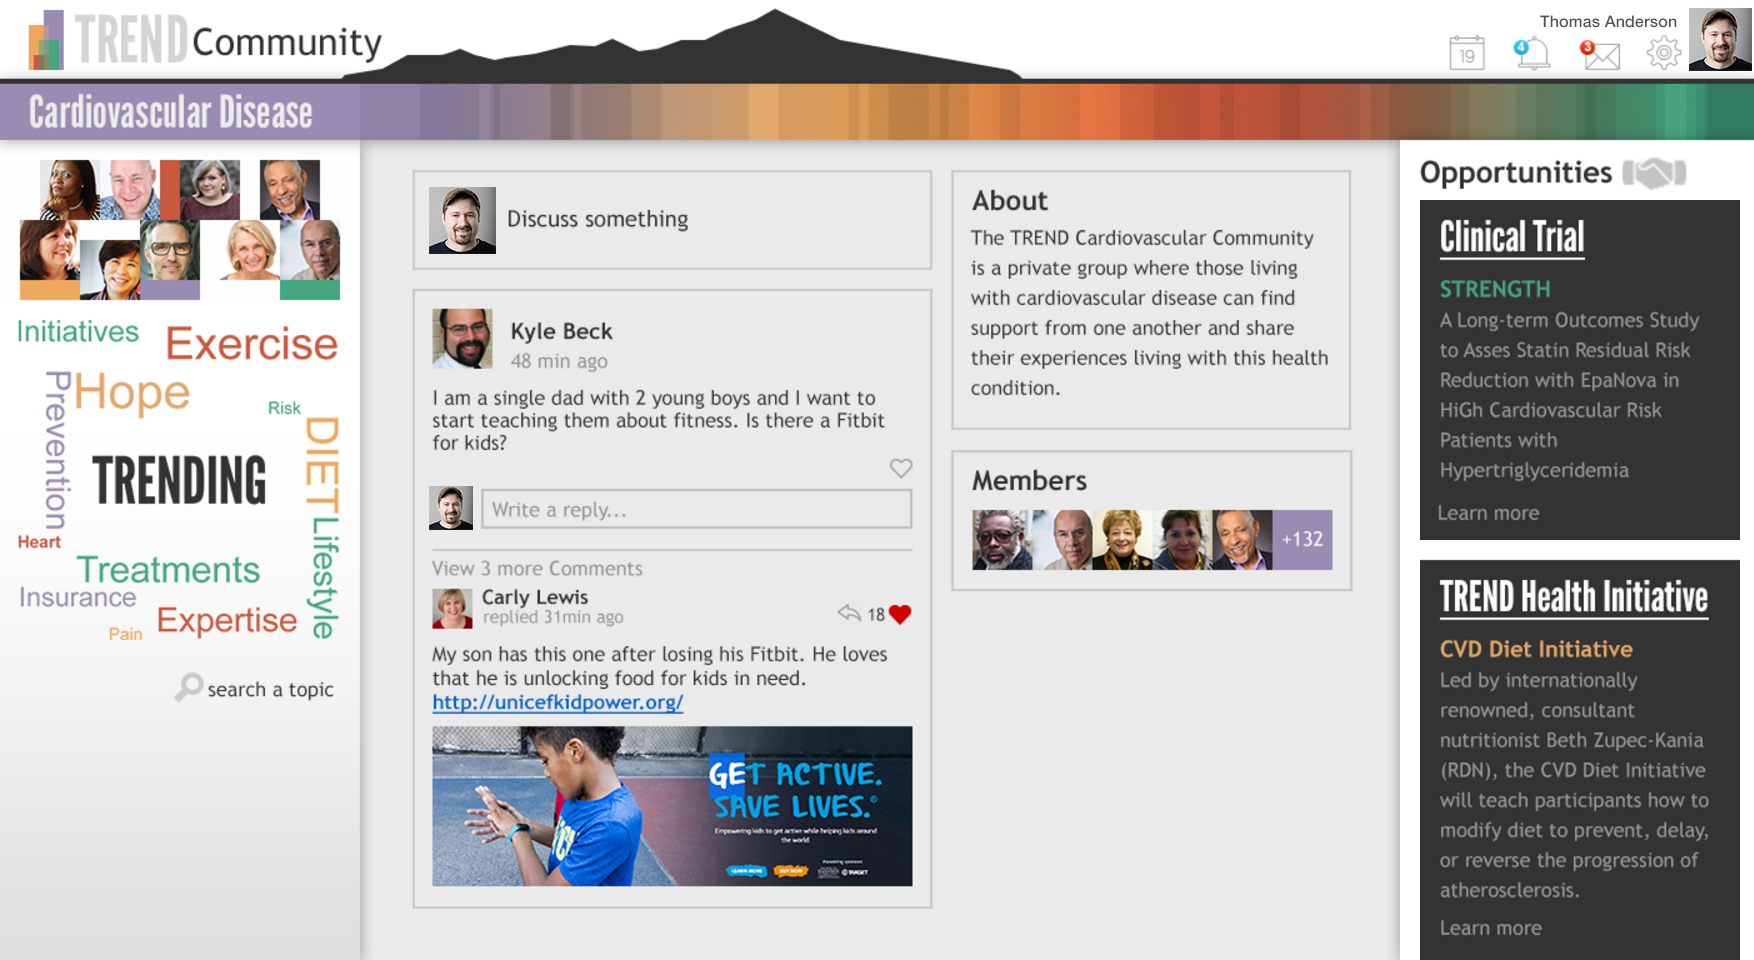 TREND Community
Thomas Anderson
19
4
3
Cardiovascular Disease
Initiatives
Exercise
Prevention
Hope
Risk
DIET
TRENDING
Heart
Lifestyle
Treatments
Insurance
Expertise
Pain
search a topic
Discuss something
Kyle Beck
48 min ago
I am a single dad with 2 young boys and I want to
start teaching them about fitness. Is there a Fitbit
for kids?
Write a reply...
View 3 more Comments
Carly Lewis
replied 31min ago
18
My son has this one after losing his Fitbit. He loves
that he is unlocking food for kids in need.
http://unicefkidpower.org/
GET ACTIVE.
SAVE LIVES.
Empowering kids to get active while helping kids around
the world.
LEARN MORE
BUY NOW
Presenting sponsor:
TARGET
About
The TREND Cardiovascular Community
is a private group where those living
with cardiovascular disease can find
support from one another and share
their experiences living with this health
condition.
Members
+132
Opportunities
Clinical Trial
STRENGTH
A Long-term Outcomes Study
to Asses Statin Residual Risk
Reduction with EpaNova in
HiGh Cardiovascular Risk
Patients with
Hypertriglyceridemia
Learn more
TREND Health Initiative
CVD Diet Initiative
Led by internationally
renowned, consultant
nutritionist Beth Zupec-Kania
(RDN), the CVD Diet Initiative
will teach participants how to
modify diet to prevent, delay,
or reverse the progression of
atherosclerosis.
Learn more